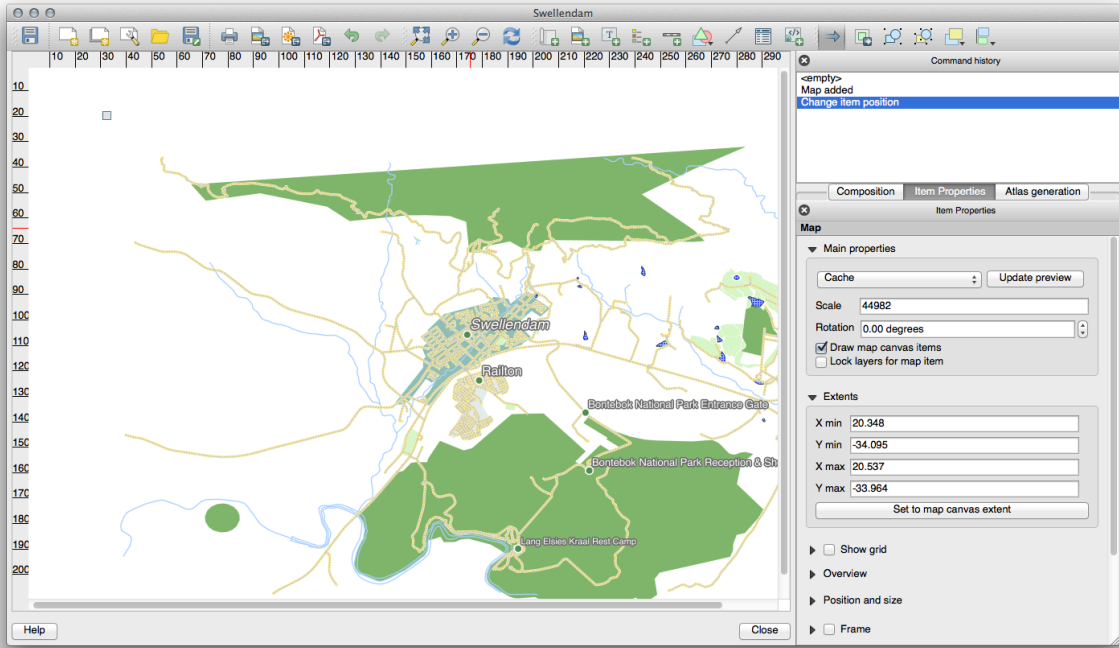 Swellendam
10 20 30 40 50 60 70 80 90 100 110 120 130 140 150 160 170 180 190 200 210 220 230 240 250 260 270 280 290
Command history
<empty>
Map added
Change item position
10
20
30
40
50
60
70
80
90
100
110
120
130
140
150
160
170
180
190
200
Swellendam
Railton
Bontebok National Park Entrance Gate
Bontebok National Park Reception & Sh
Lang Elsies Kraal Rest Camp
Composition Item Properties Atlas generation
Item Properties
Map
Main properties
Cache Update preview
Scale 44982
Rotation 0.00 degrees
Draw map canvas items
Lock layers for map item
Extents
X min 20.348
Y min -34.095
X max 20.537
Y max -33.964
Set to map canvas extent
Show grid
Overview
Position and size
Frame
Help Close